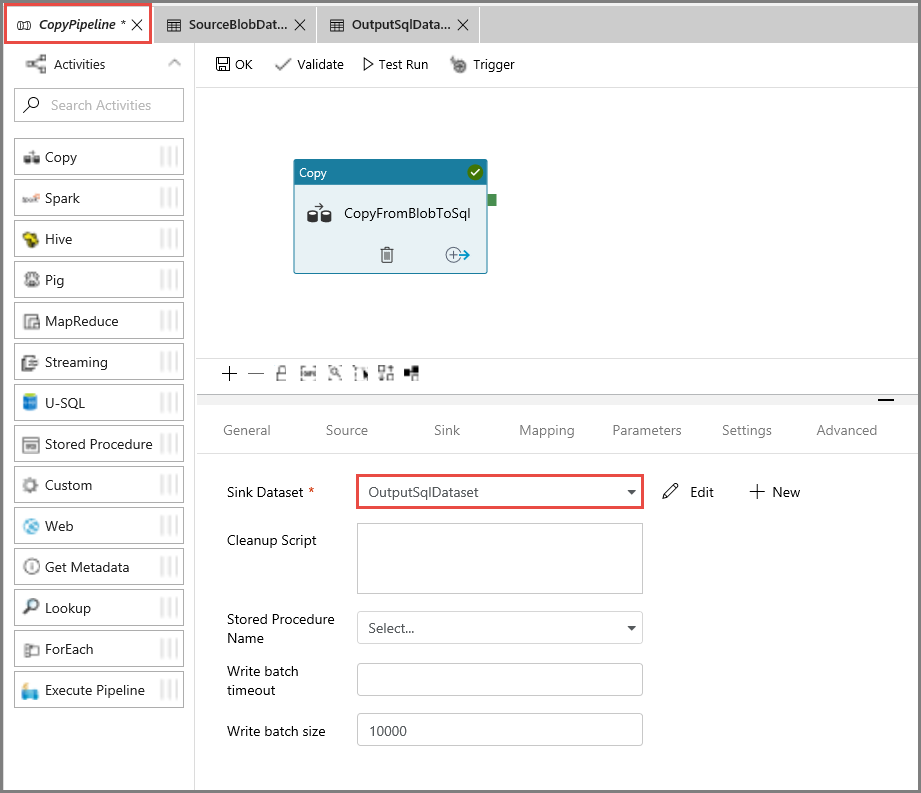 CopyPipeline *
SourceBlobDat...
OutputSqlData...
Activities
OK
Validate
Test Run
Trigger
Search Activities
Copy
Spark
Hive
Pig
MapReduce
Streaming
U-SQL
Stored Procedure
Custom
Web
Get Metadata
Lookup
ForEach
Execute Pipeline
Copy
CopyFromBlobToSql
General
Source
Sink
Mapping
Parameters
Settings
Advanced
Sink Dataset *
OutputSqlDataset
Edit
New
Cleanup Script
Stored Procedure
Name
Select...
Write batch
timeout
Write batch size
10000